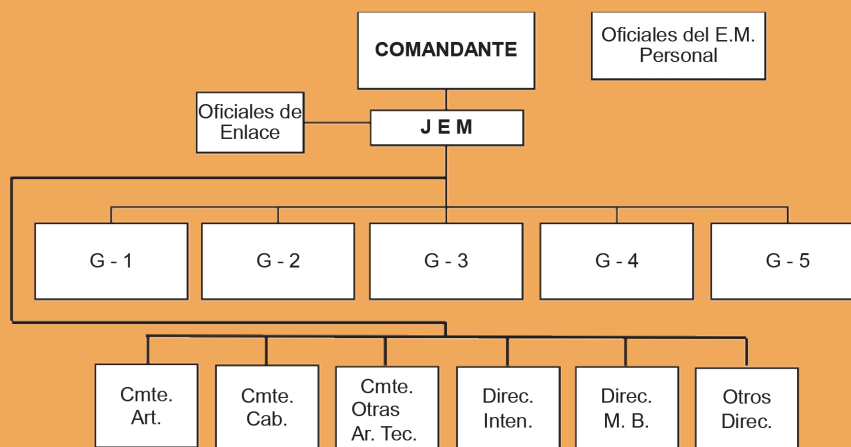 COMANDANTE
Oficiales del E.M.
Personal
Oficiales de
Enlace
J E M
G - 1
G - 2
G - 3
G - 4
G - 5
Cmte.
Art.
Cmte.
Cab.
Cmte.
Otras
Ar. Tec.
Direc.
Inten.
Direc.
M. B.
Otros
Direc.